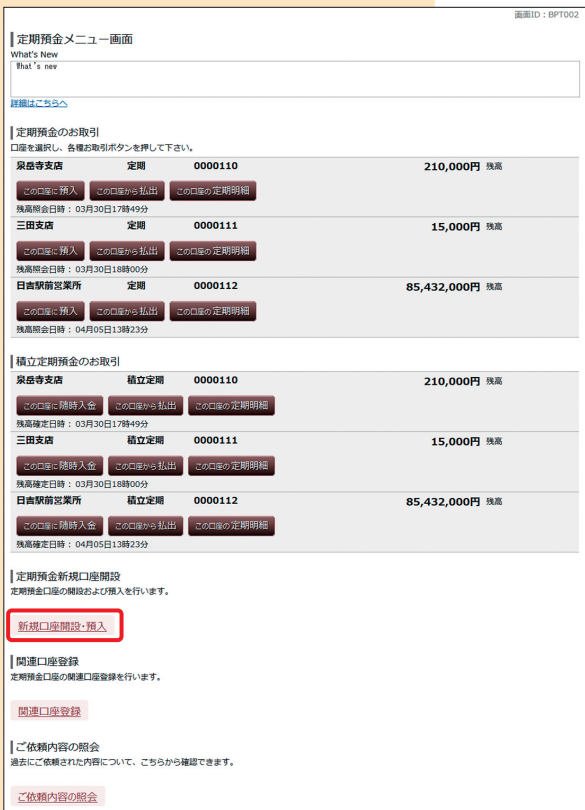 画面ID：BPT002
定期預金メニュー画面
What's New
What's new
詳細はこちらへ
定期預金のお取引
口座を選択し、各種お取引ボタンを押して下さい。
泉岳寺支店 定期 0000110 210,000円 残高
この口座に預入 この口座から払出 この口座の定期明細
残高照会日時： 03月30日17時49分
三田支店 定期 0000111 15,000円 残高
この口座に預入 この口座から払出 この口座の定期明細
残高照会日時： 03月30日18時00分
日吉駅前営業所 定期 0000112 85,432,000円 残高
この口座に預入 この口座から払出 この口座の定期明細
残高照会日時： 04月05日13時23分
積立定期預金のお取引
泉岳寺支店 積立定期 0000110 210,000円 残高
この口座に随時入金 この口座から払出 この口座の定期明細
残高確定日時： 03月30日17時49分
三田支店 積立定期 0000111 15,000円 残高
この口座に随時入金 この口座から払出 この口座の定期明細
残高確定日時： 03月30日18時00分
日吉駅前営業所 積立定期 0000112 85,432,000円 残高
この口座に随時入金 この口座から払出 この口座の定期明細
残高確定日時： 04月05日13時23分
定期預金新規口座開設
定期預金口座の開設および預入を行います。
新規口座開設・預入
関連口座登録
定期預金口座の関連口座登録を行います。
関連口座登録
ご依頼内容の照会
過去にご依頼された内容について、こちらから確認できます。
ご依頼内容の照会